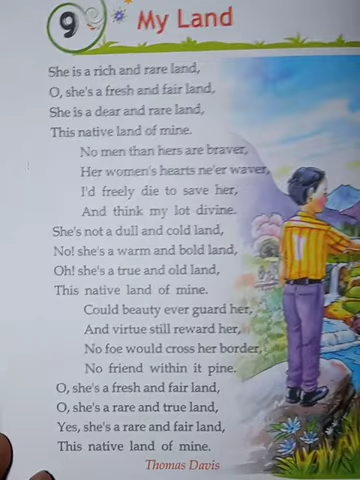 9
My Land
She is a rich and rare land,
O, she's a fresh and fair land,
She is a dear and rare land,
This native land of mine.
No men than hers are braver,
Her women's hearts ne'er waver,
I'd freely die to save her,
And think my lot divine.
She's not a dull and cold land,
No! she's a warm and bold land,
Oh! she's a true and old land,
This native land of mine.
Could beauty ever guard her,
And virtue still reward her,
No foe would cross her border,
No friend within it pine.
O, she's a fresh and fair land,
O, she's a rare and true land,
Yes, she's a rare and fair land,
This native land of mine.
Thomas Davis